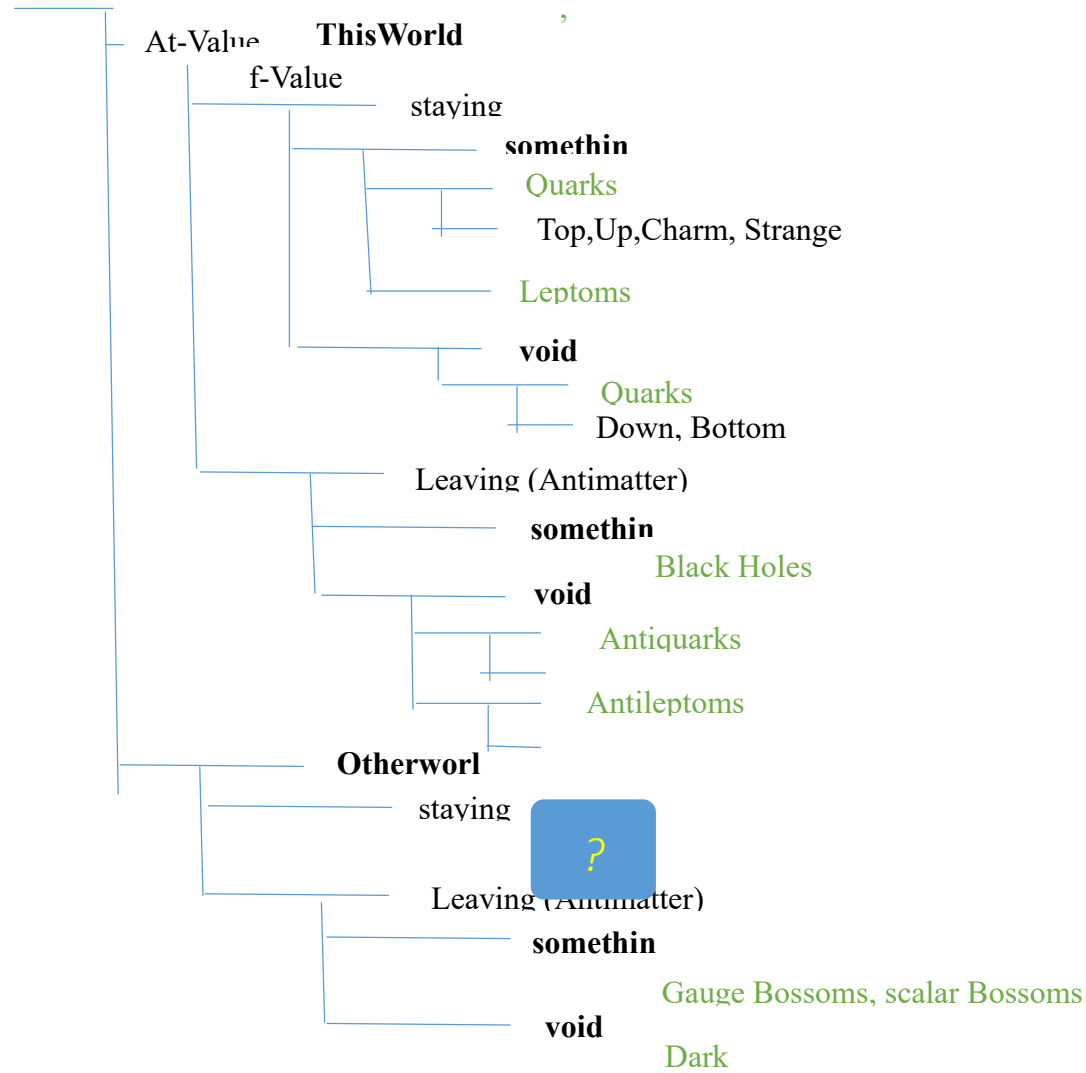 ,
At-Value ThisWorld
f-Value
staying
somethin
Quarks
Top,Up,Charm, Strange
Leptoms
void
Quarks
Down, Bottom
Leaving (Antimatter)
somethin
Black Holes
void
Antiquarks
Antileptoms
Otherworl
staying
?
Leaving (Antimatter)
somethin
Gauge Bossoms, scalar Bossoms
void
Dark